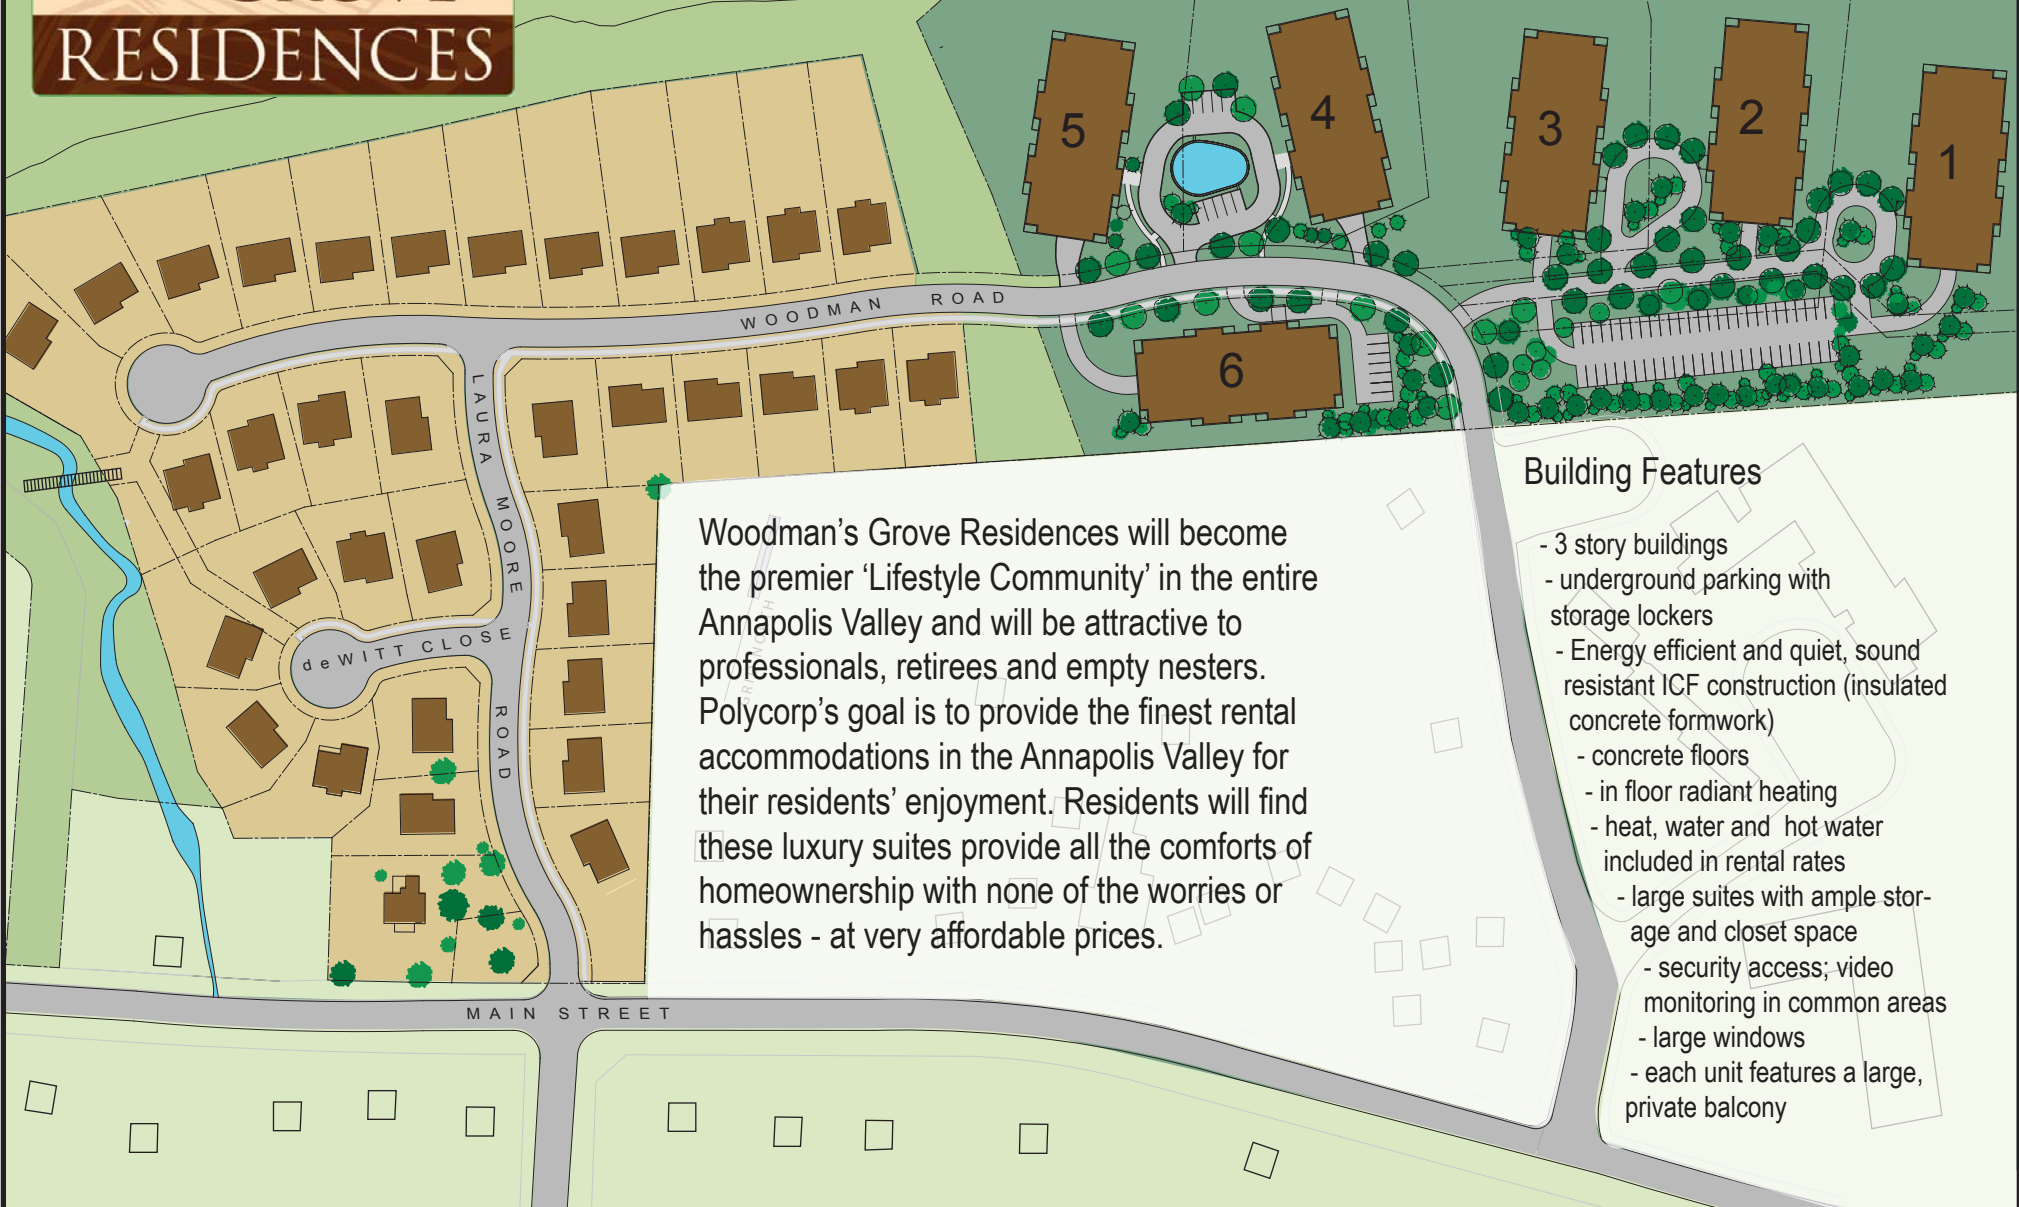 RESIDENCES
5
4
3
2
1
6
WOODMAN ROAD
LAURA MOORE ROAD
deWITT CLOSE
MAIN STREET
Woodman's Grove Residences will become
the premier 'Lifestyle Community' in the entire
Annapolis Valley and will be attractive to
professionals, retirees and empty nesters.
Polycorp's goal is to provide the finest rental
accommodations in the Annapolis Valley for
their residents' enjoyment. Residents will find
these luxury suites provide all the comforts of
homeownership with none of the worries or
hassles - at very affordable prices.
Building Features
- 3 story buildings
- underground parking with
storage lockers
- Energy efficient and quiet, sound
resistant ICF construction (insulated
concrete formwork)
- concrete floors
- in floor radiant heating
- heat, water and hot water
included in rental rates
- large suites with ample stor-
age and closet space
- security access; video
monitoring in common areas
- large windows
- each unit features a large,
private balcony